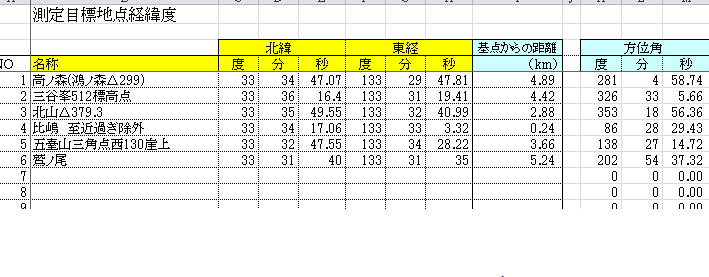 測定目標地点経緯度
北緯 東経 基点からの距離 方位角
NO 名称 度 分 秒 度 分 秒 (km) 度 分 秒
1 高ノ森(鴻ノ森△299) 33 34 47.07 133 29 47.81 4.89 281 4 58.74
2 三谷峯512標高点 33 36 16.4 133 31 19.41 4.42 326 33 5.66
3 北山△379.3 33 35 49.55 133 32 40.99 2.88 353 18 56.36
4 比嶋 至近過ぎ除外 33 34 17.06 133 33 3.32 0.24 86 28 29.43
5 五臺山三角点西130崖上 33 32 47.55 133 34 28.22 3.66 138 27 14.72
6 鷲ノ尾 33 31 40 133 31 35 5.24 202 54 37.32
7 0 0 0.00
8 0 0 0.00
9 0 0 0.00